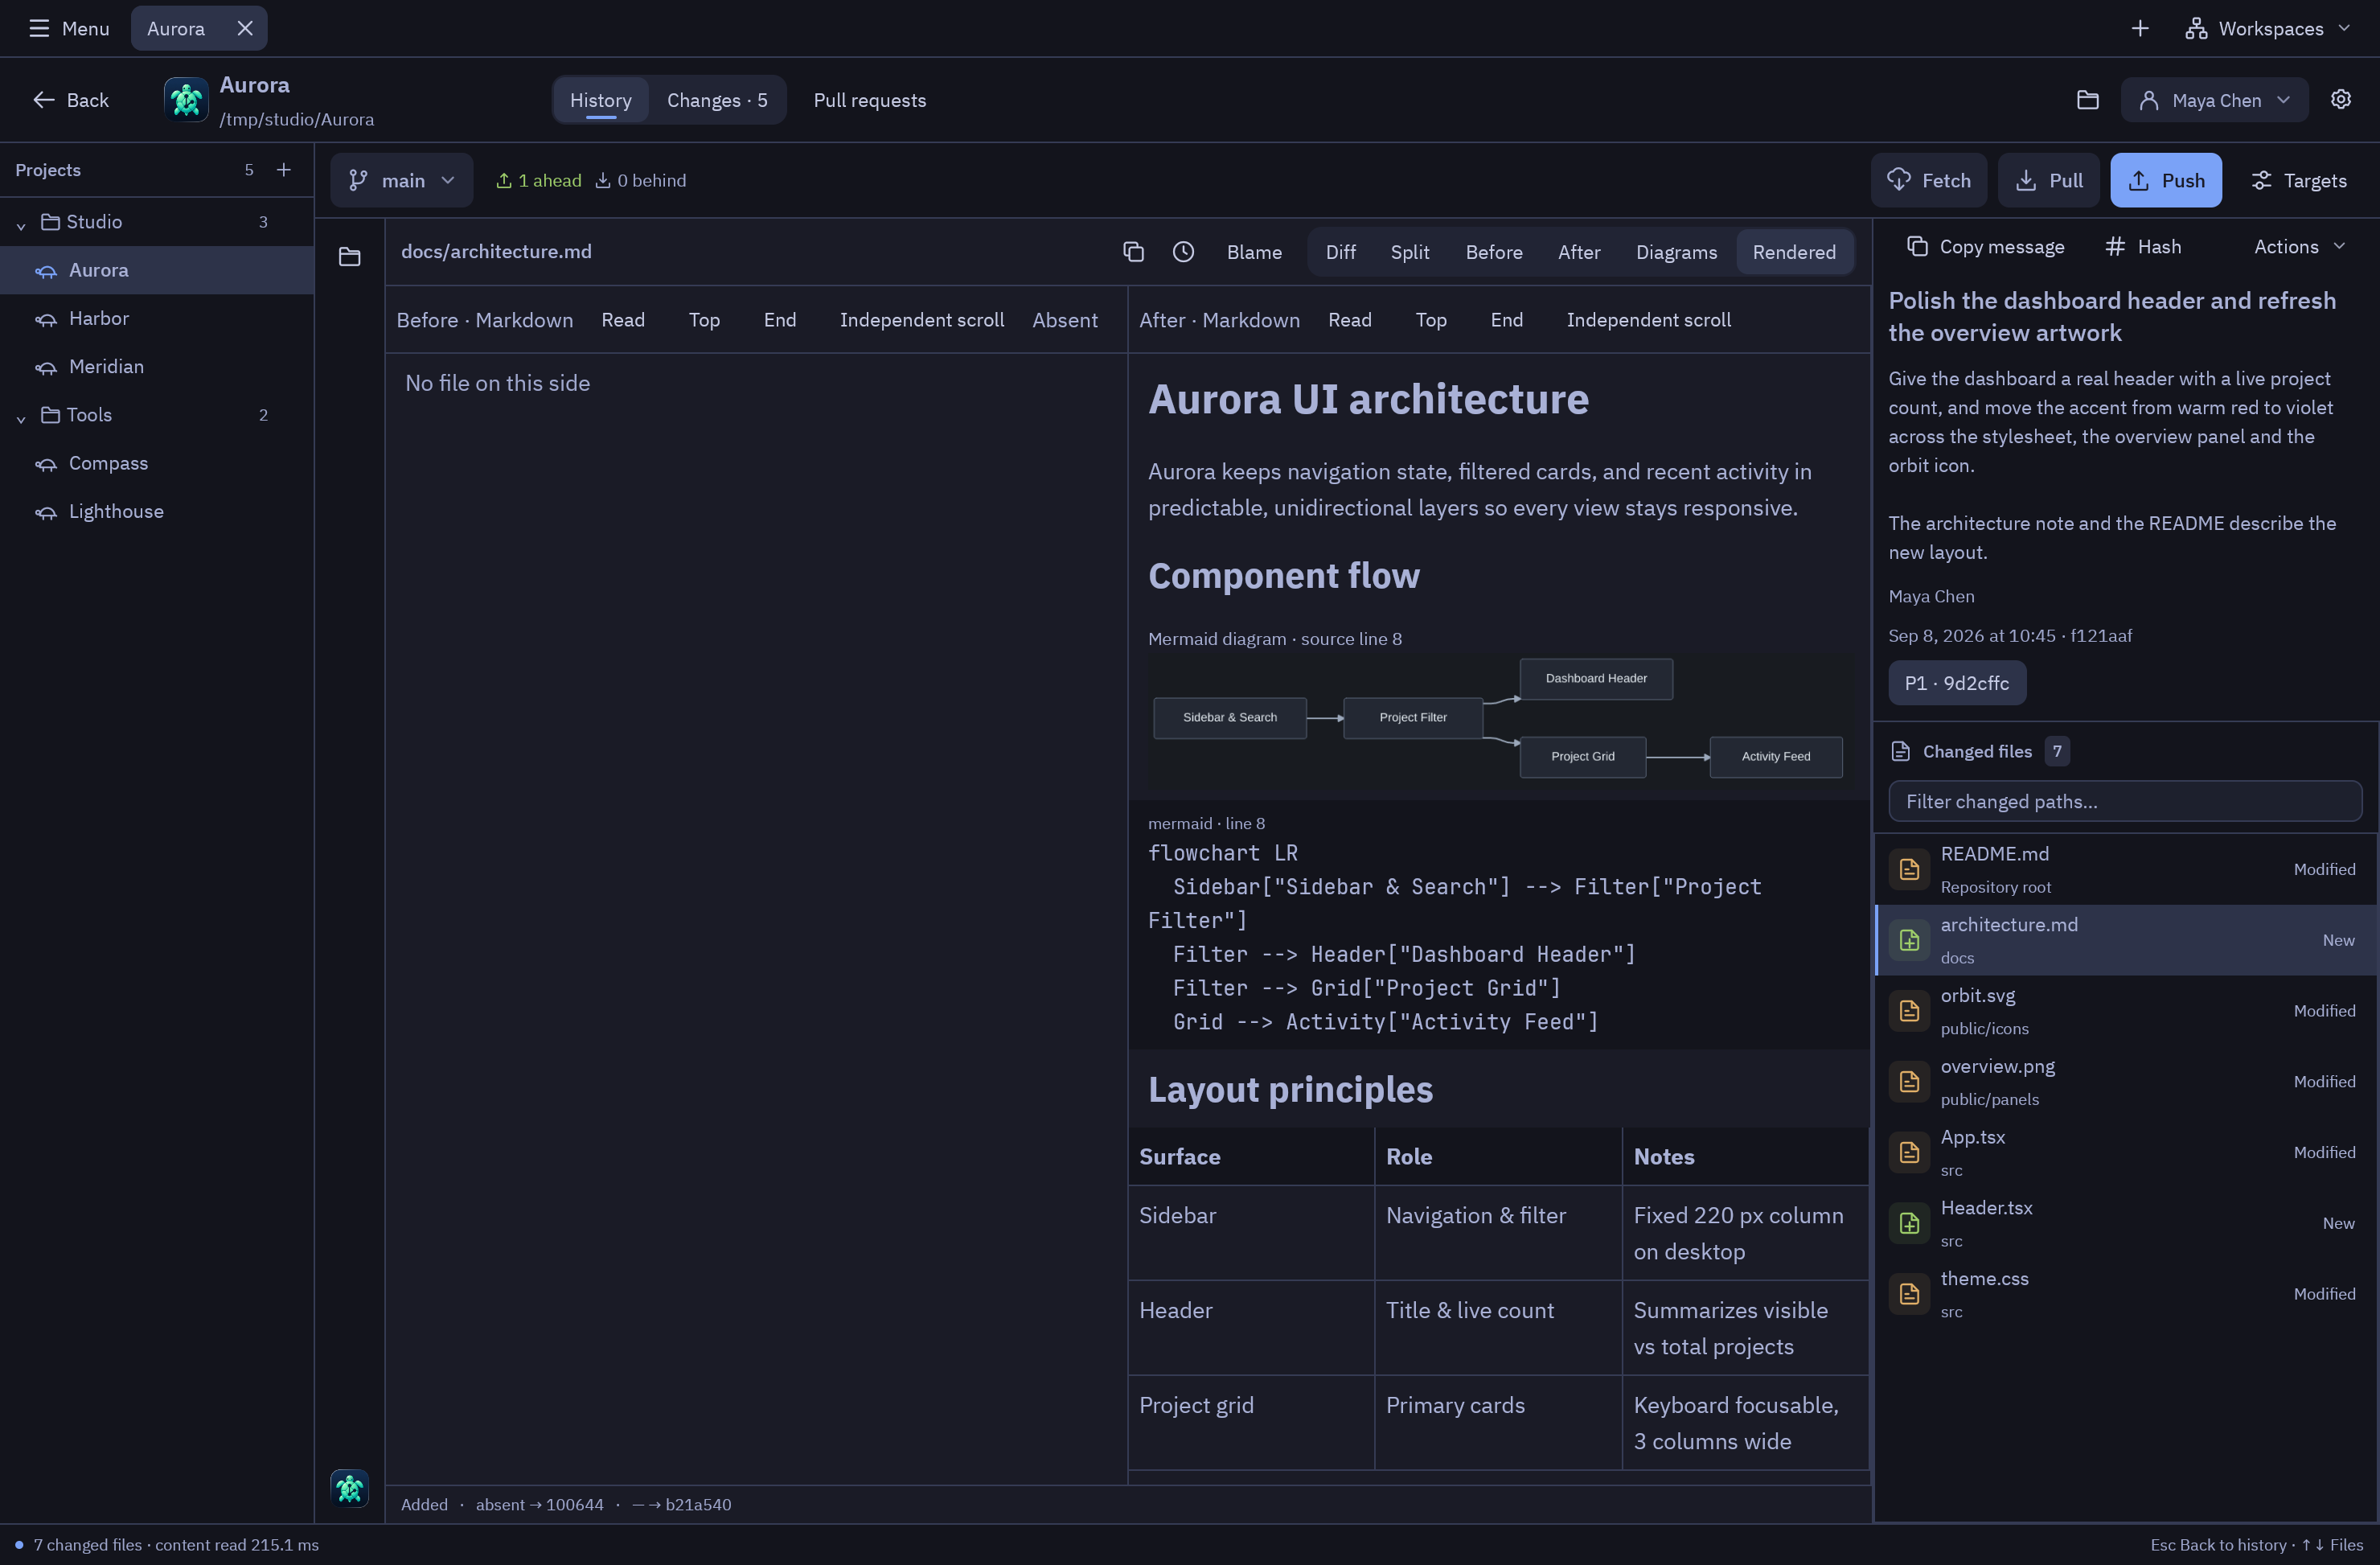 Menu
Aurora
Workspaces
Back
Aurora
/tmp/studio/Aurora
History
Changes · 5
Pull requests
Maya Chen
Projects
5
Studio
3
Aurora
Harbor
Meridian
Tools
2
Compass
Lighthouse
main
1 ahead
0 behind
Fetch
Pull
Push
Targets
docs/architecture.md
Blame
Diff
Split
Before
After
Diagrams
Rendered
Before · Markdown
Read
Top
End
Independent scroll
Absent
No file on this side
After · Markdown
Read
Top
End
Independent scroll
Aurora UI architecture
Aurora keeps navigation state, filtered cards, and recent activity in
predictable, unidirectional layers so every view stays responsive.
Component flow
Mermaid diagram · source line 8
Sidebar & Search
Project Filter
Dashboard Header
Project Grid
Activity Feed
mermaid · line 8
flowchart LR
Sidebar["Sidebar & Search"] --> Filter["Project
Filter"]
Filter --> Header["Dashboard Header"]
Filter --> Grid["Project Grid"]
Grid --> Activity["Activity Feed"]
Layout principles
Surface
Role
Notes
Sidebar
Navigation & filter
Fixed 220 px column
on desktop
Header
Title & live count
Summarizes visible
vs total projects
Project grid
Primary cards
Keyboard focusable,
3 columns wide
Added · absent → 100644 · — → b21a540
Copy message
Hash
Actions
Polish the dashboard header and refresh
the overview artwork
Give the dashboard a real header with a live project
count, and move the accent from warm red to violet
across the stylesheet, the overview panel and the
orbit icon.
The architecture note and the README describe the
new layout.
Maya Chen
Sep 8, 2026 at 10:45 · f121aaf
P1 · 9d2cffc
Changed files
7
Filter changed paths...
README.md
Repository root
Modified
architecture.md
docs
New
orbit.svg
public/icons
Modified
overview.png
public/panels
Modified
App.tsx
src
Modified
Header.tsx
src
New
theme.css
src
Modified
7 changed files · content read 215.1 ms
Esc Back to history · ↑↓ Files